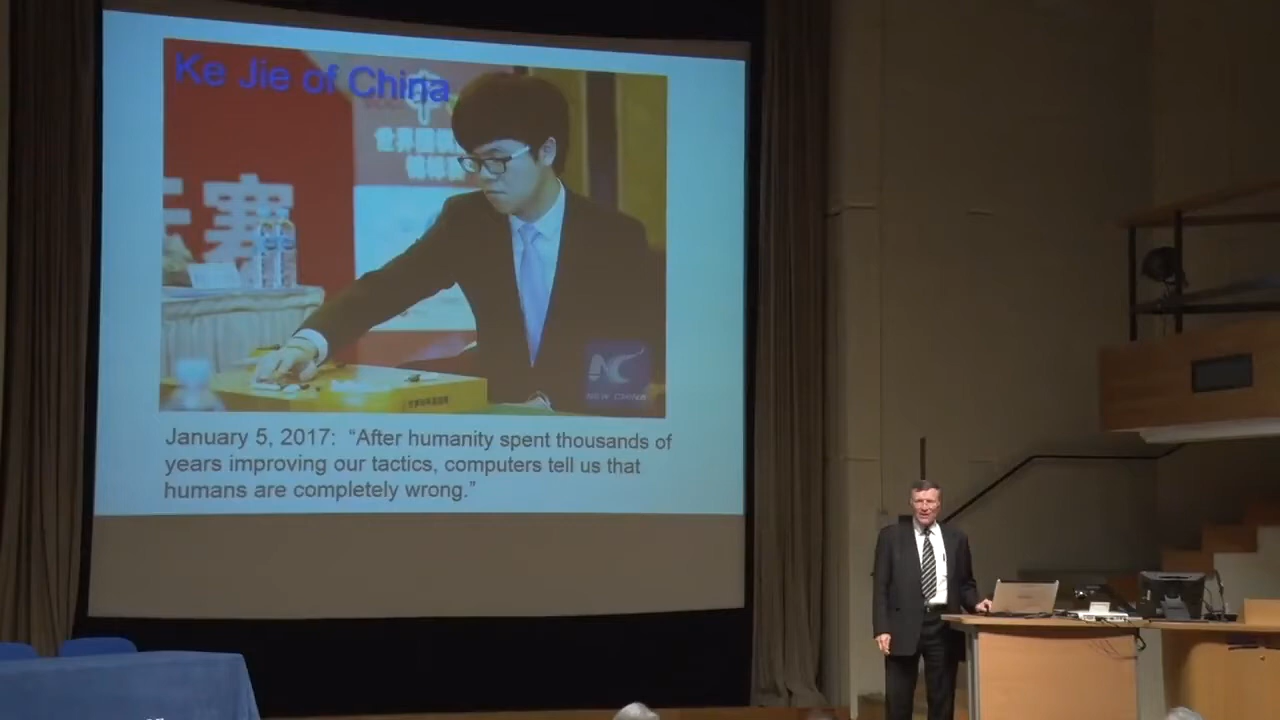 Ke Jie of China
NC
NEW CHINA
January 5, 2017:  “After humanity spent thousands of
years improving our tactics, computers tell us that
humans are completely wrong.”